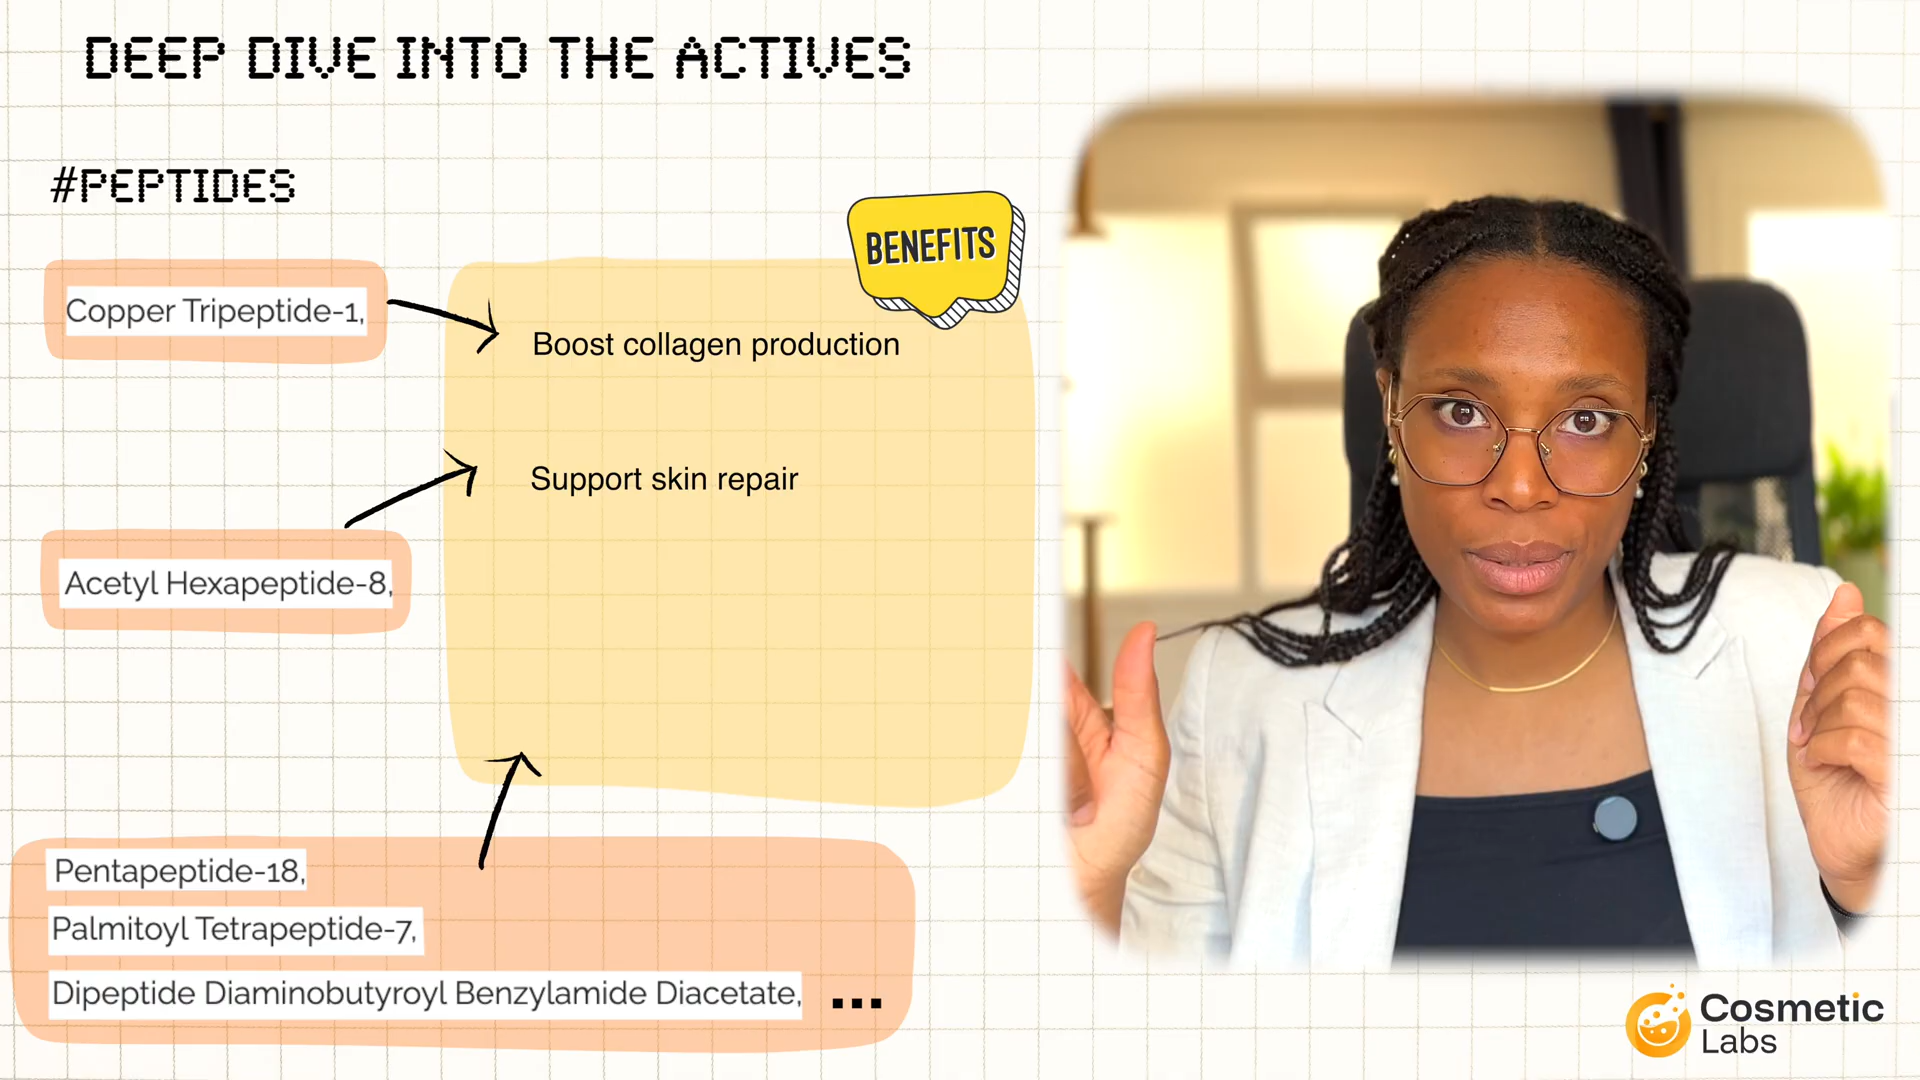 DEEP DIVE INTO THE ACTIVES
#PEPTIDES
BENEFITS
Copper Tripeptide-1,
Boost collagen production
Support skin repair
Acetyl Hexapeptide-8,
Pentapeptide-18,
Palmitoyl Tetrapeptide-7,
Dipeptide Diaminobutyroyl Benzylamide Diacetate, ...
Cosmetic
Labs